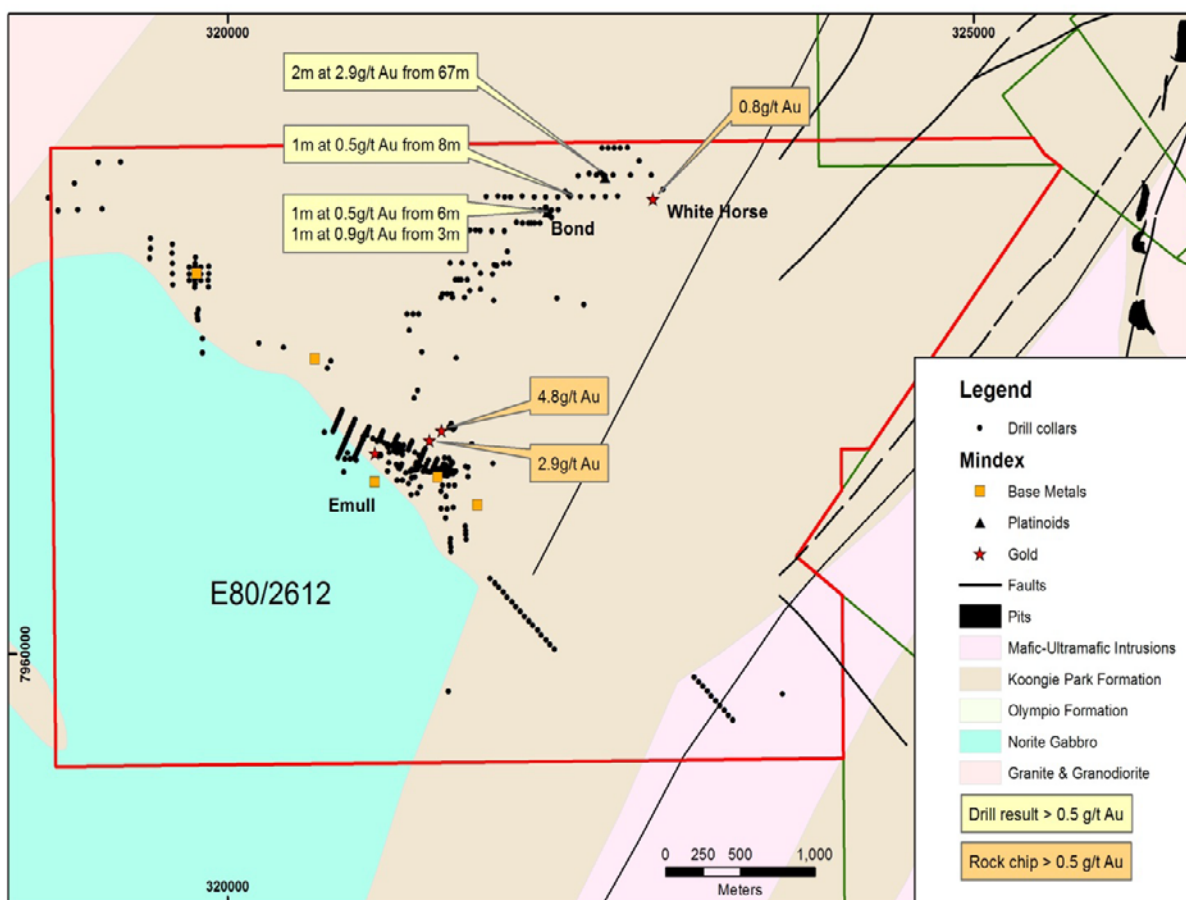 320000
325000
2m at 2.9g/t Au from 67m
0.8g/t Au
1m at 0.5g/t Au from 8m
1m at 0.5g/t Au from 6m
1m at 0.9g/t Au from 3m
White Horse
Bond
4.8g/t Au
2.9g/t Au
Emull
E80/2612
7960000
Legend
Drill collars
Mindex
Base Metals
Platinoids
Gold
Faults
Pits
Mafic-Ultramafic Intrusions
Koongie Park Formation
Olympio Formation
Norite Gabbro
Granite & Granodiorite
Drill result > 0.5 g/t Au
Rock chip > 0.5 g/t Au
0 250 500 1,000
Meters
320000